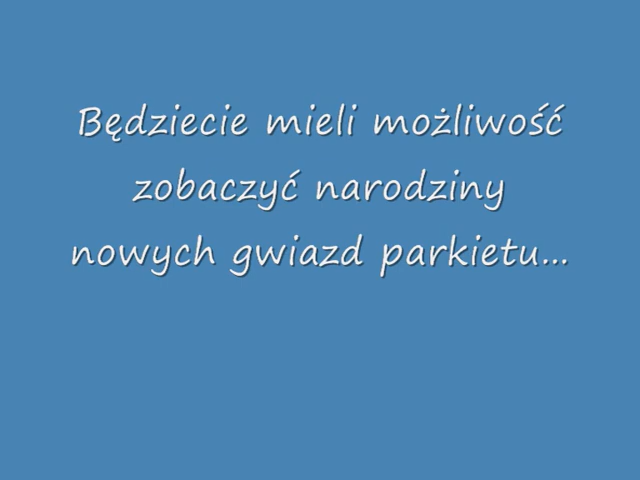 Będziecie mieli możliwość
zobaczyć narodziny
nowych gwiazd parkietu...